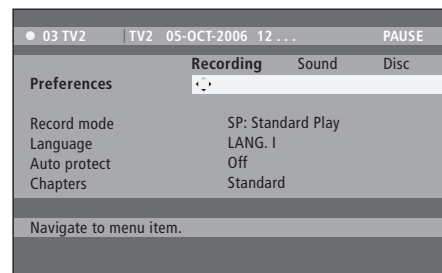 03 TV2 TV2 05-OCT-2006 12 . . . PAUSE
Recording Sound Disc
Preferences
Record mode SP: Standard Play
Language LANG. I
Auto protect Off
Chapters Standard
Navigate to menu item.